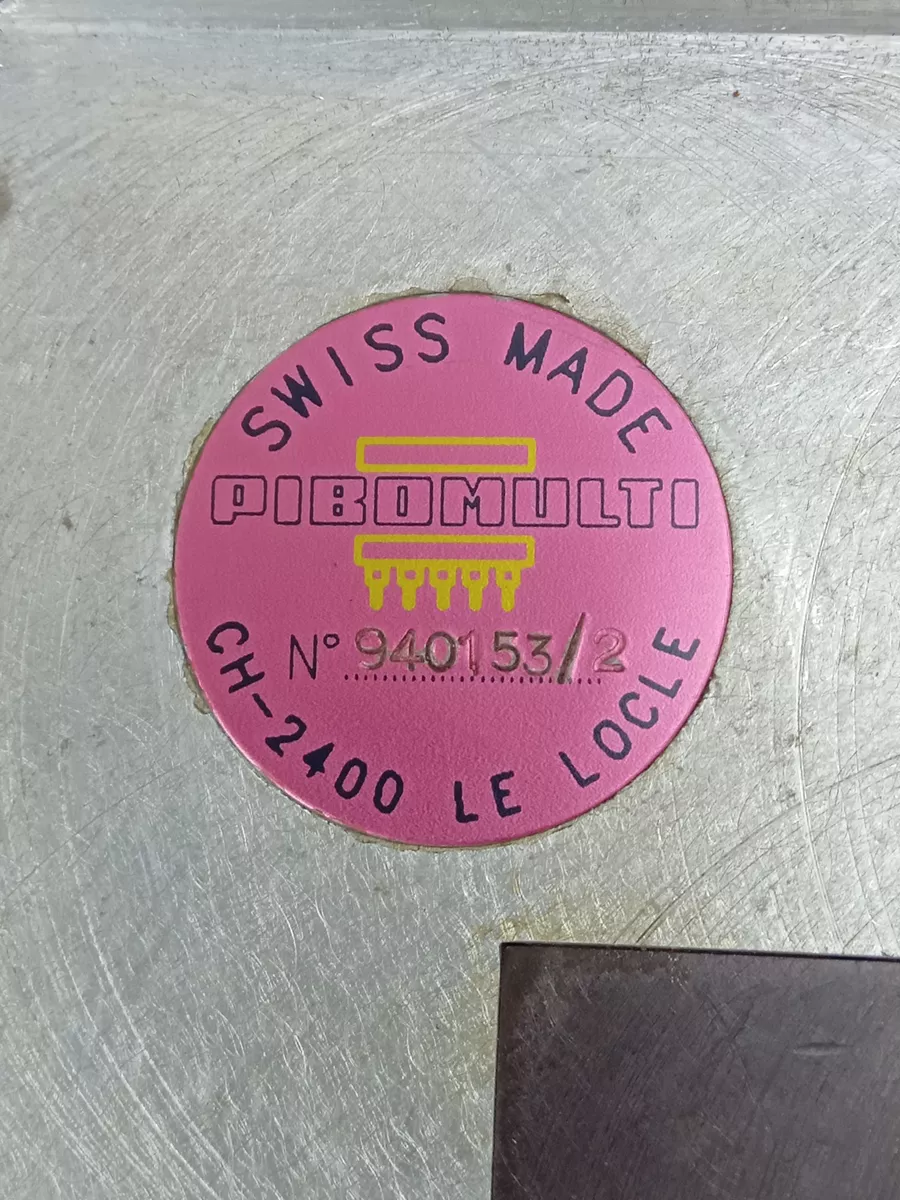 SWISS MADE
PIBOMULTI
N° 940153/2
CH-2400 LE LOCLE